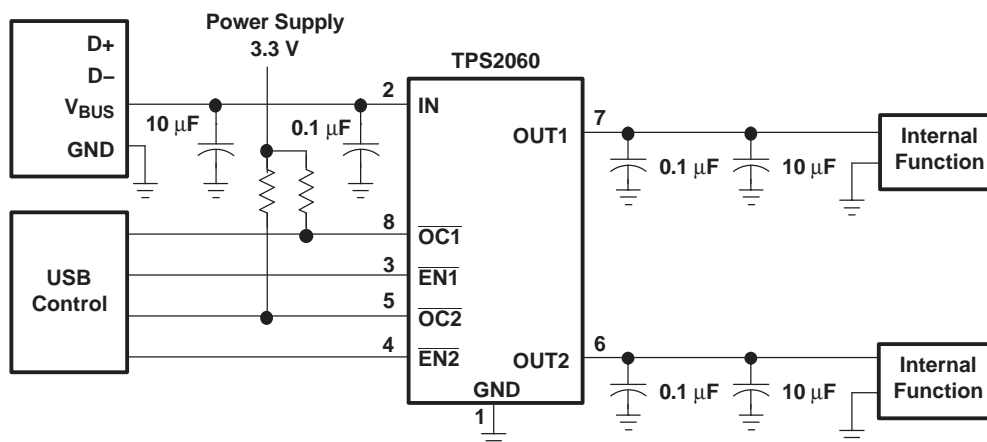 Power Supply
3.3 V
TPS2060
D+
D−
VBUS
GND
10 µF
0.1 µF
2
IN
7
OUT1
0.1 µF
10 µF
Internal
Function
USB
Control
8
OC1
3
EN1
5
OC2
4
EN2
6
OUT2
0.1 µF
10 µF
Internal
Function
GND
1